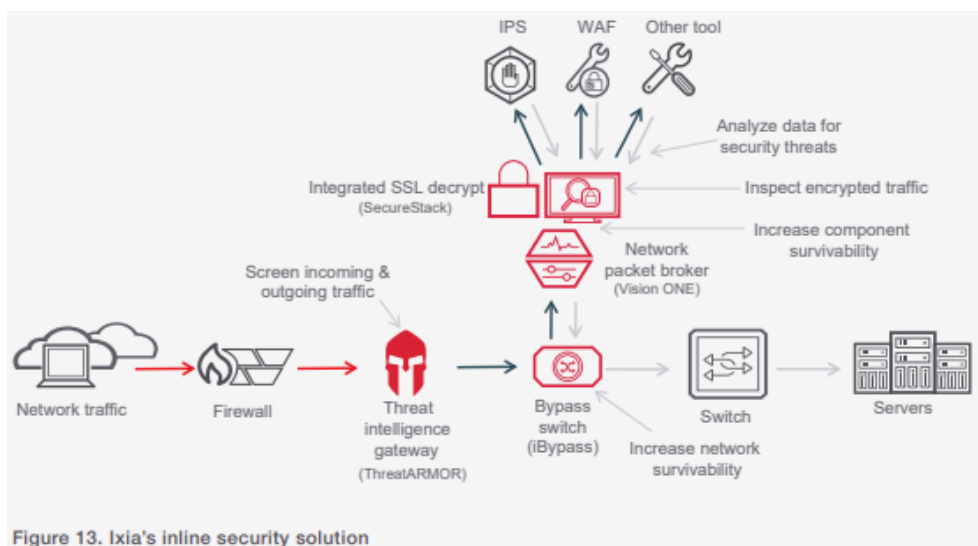 IPS
WAF
Other tool
Analyze data for
security threats
Integrated SSL decrypt
(SecureStack)
Inspect encrypted traffic
Increase component
survivability
Network
packet broker
(Vision ONE)
Screen incoming &
outgoing traffic
Network traffic
Firewall
Threat
intelligence
gateway
(ThreatARMOR)
Bypass
switch
(iBypass)
Switch
Servers
Increase network
survivability
Figure 13. Ixia's inline security solution